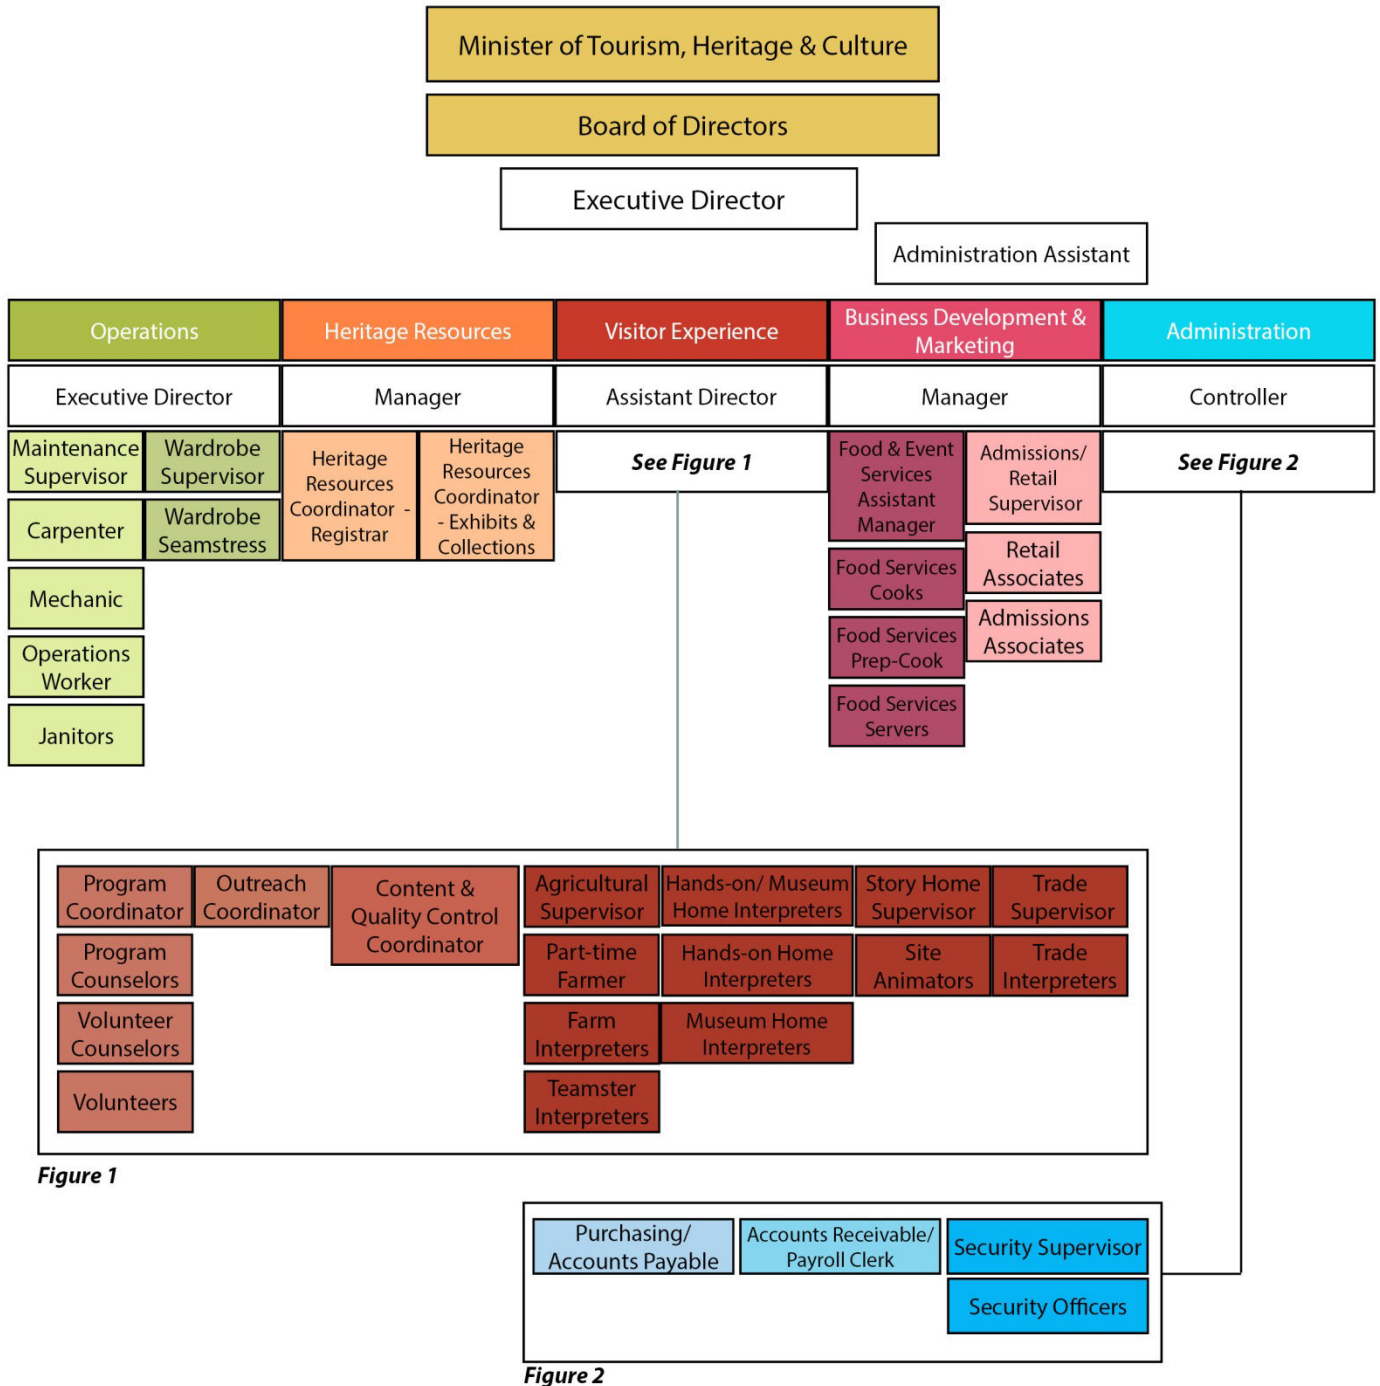 Minister of Tourism, Heritage & Culture
Board of Directors
Executive Director
Administration Assistant
Operations
Heritage Resources
Visitor Experience
Business Development &
Marketing
Administration
Executive Director
Manager
Assistant Director
Manager
Controller
Maintenance
Supervisor
Carpenter
Mechanic
Operations
Worker
Janitors
Wardrobe
Supervisor
Wardrobe
Seamstress
Heritage
Resources
Coordinator -
Registrar
Heritage
Resources
Coordinator
- Exhibits &
Collections
See Figure 1
Food & Event
Services
Assistant
Manager
Food Services
Cooks
Food Services
Prep-Cook
Food Services
Servers
Admissions/
Retail
Supervisor
Retail
Associates
Admissions
Associates
See Figure 2
Program
Coordinator
Program
Counselors
Volunteer
Counselors
Volunteers
Outreach
Coordinator
Content &
Quality Control
Coordinator
Agricultural
Supervisor
Part-time
Farmer
Farm
Interpreters
Teamster
Interpreters
Hands-on/ Museum
Home Interpreters
Hands-on Home
Interpreters
Museum Home
Interpreters
Story Home
Supervisor
Site
Animators
Trade
Supervisor
Trade
Interpreters
Figure 1
Purchasing/
Accounts Payable
Accounts Receivable/
Payroll Clerk
Security Supervisor
Security Officers
Figure 2